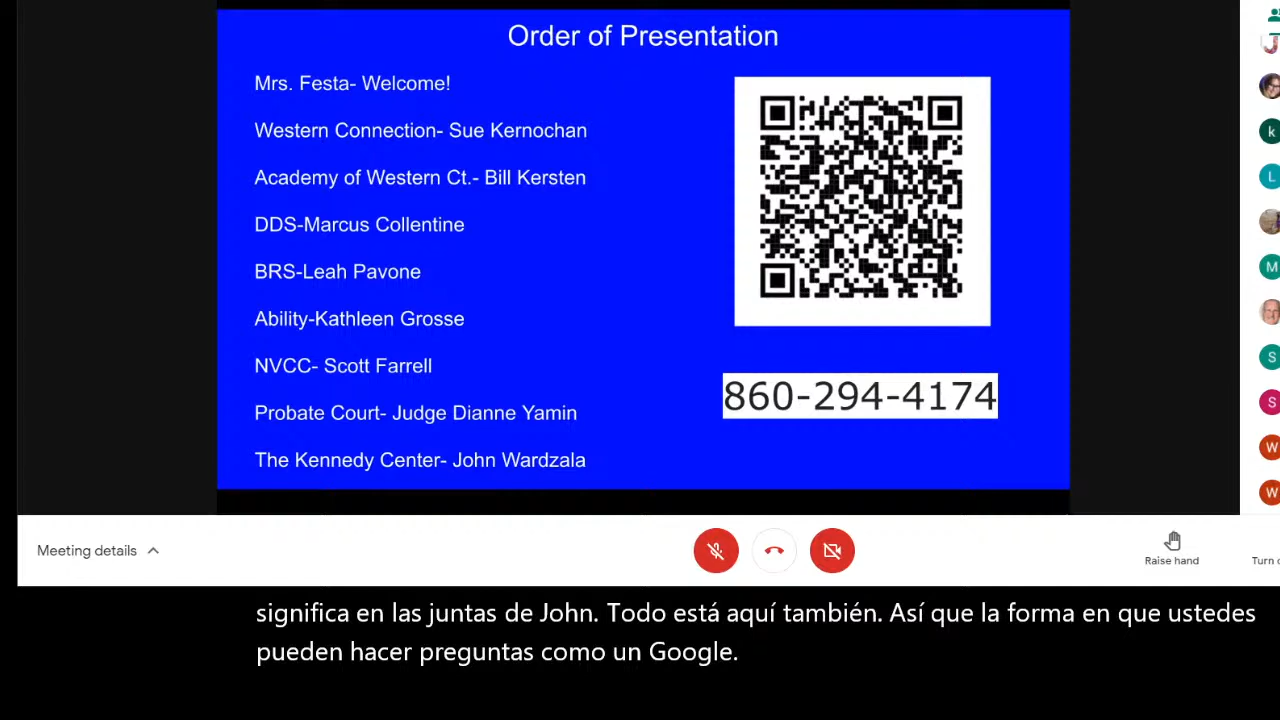 Order of Presentation
Mrs. Festa- Welcome!
Western Connection- Sue Kernochan
Academy of Western Ct.- Bill Kersten
DDS-Marcus Collentine
BRS-Leah Pavone
Ability-Kathleen Grosse
NVCC- Scott Farrell
Probate Court- Judge Dianne Yamin
The Kennedy Center- John Wardzala
860-294-4174
k
L
M
S
S
W
W
Meeting details
Raise hand
Turn
significa en las juntas de John. Todo está aquí también. Así que la forma en que ustedes
pueden hacer preguntas como un Google.